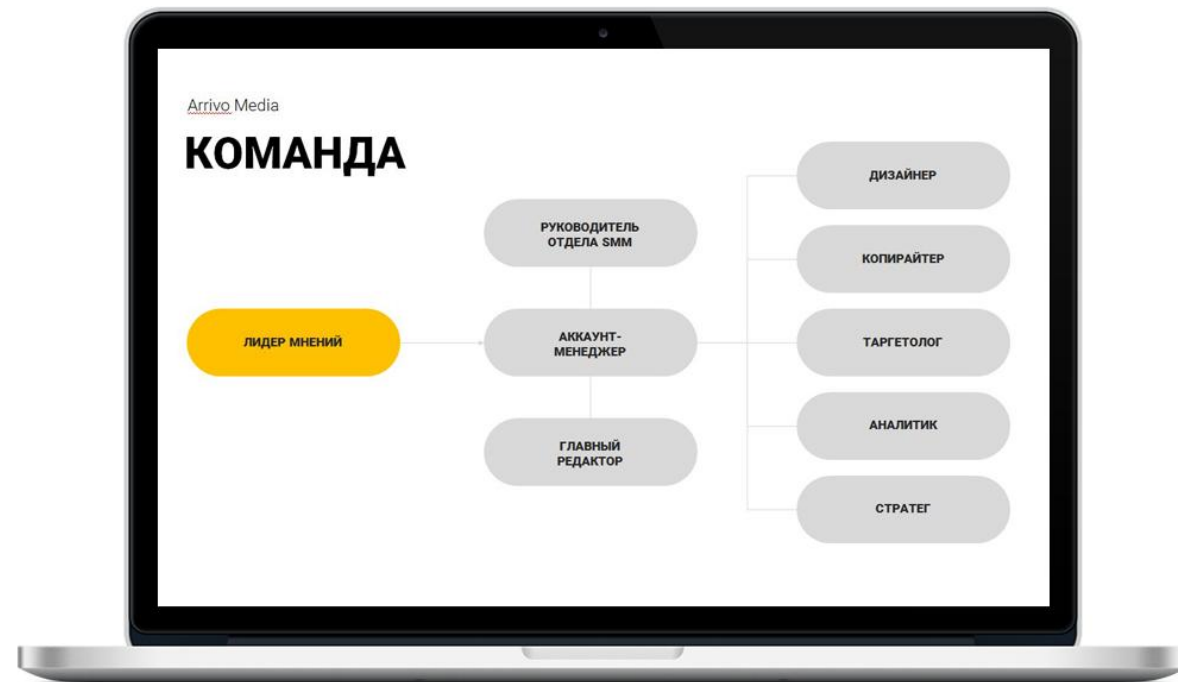 Arrivo Media
КОМАНДА
ЛИДЕР МНЕНИЙ
РУКОВОДИТЕЛЬ
ОТДЕЛА SMM
АККАУНТ-
МЕНЕДЖЕР
ГЛАВНЫЙ
РЕДАКТОР
ДИЗАЙНЕР
КОПИРАЙТЕР
ТАРГЕТОЛОГ
АНАЛИТИК
СТРАТЕГ